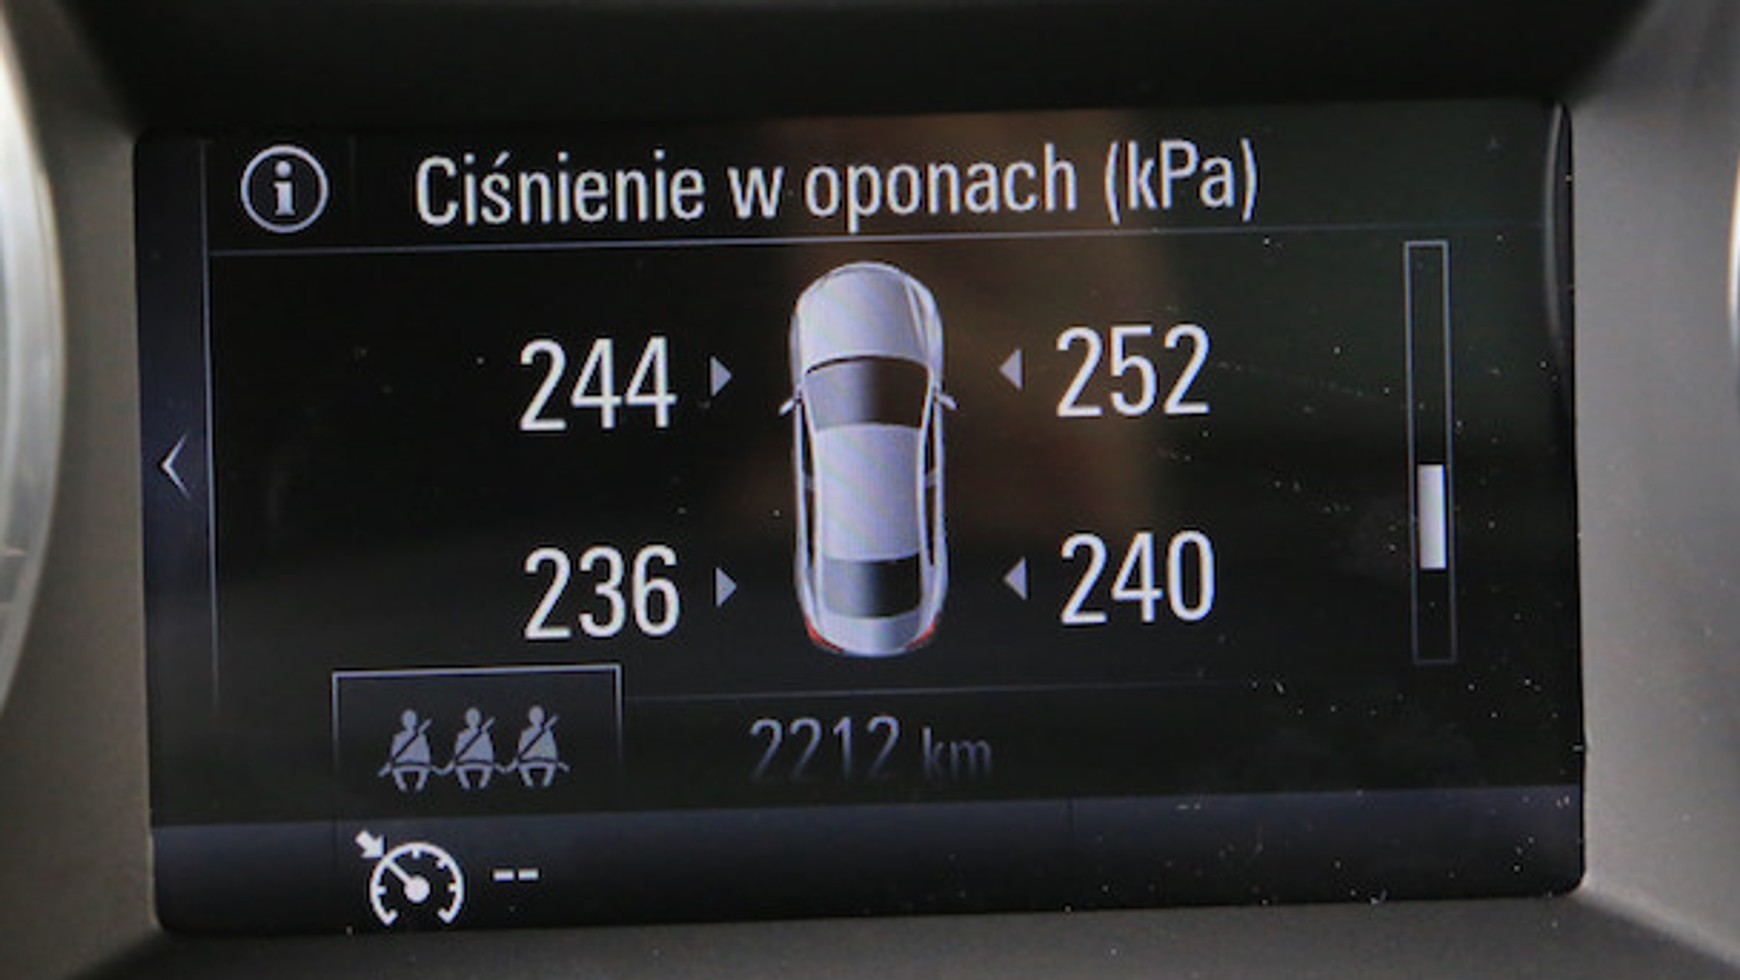 Ciśnienie w oponach (kPa)
244 252
236 240
2212 km
--